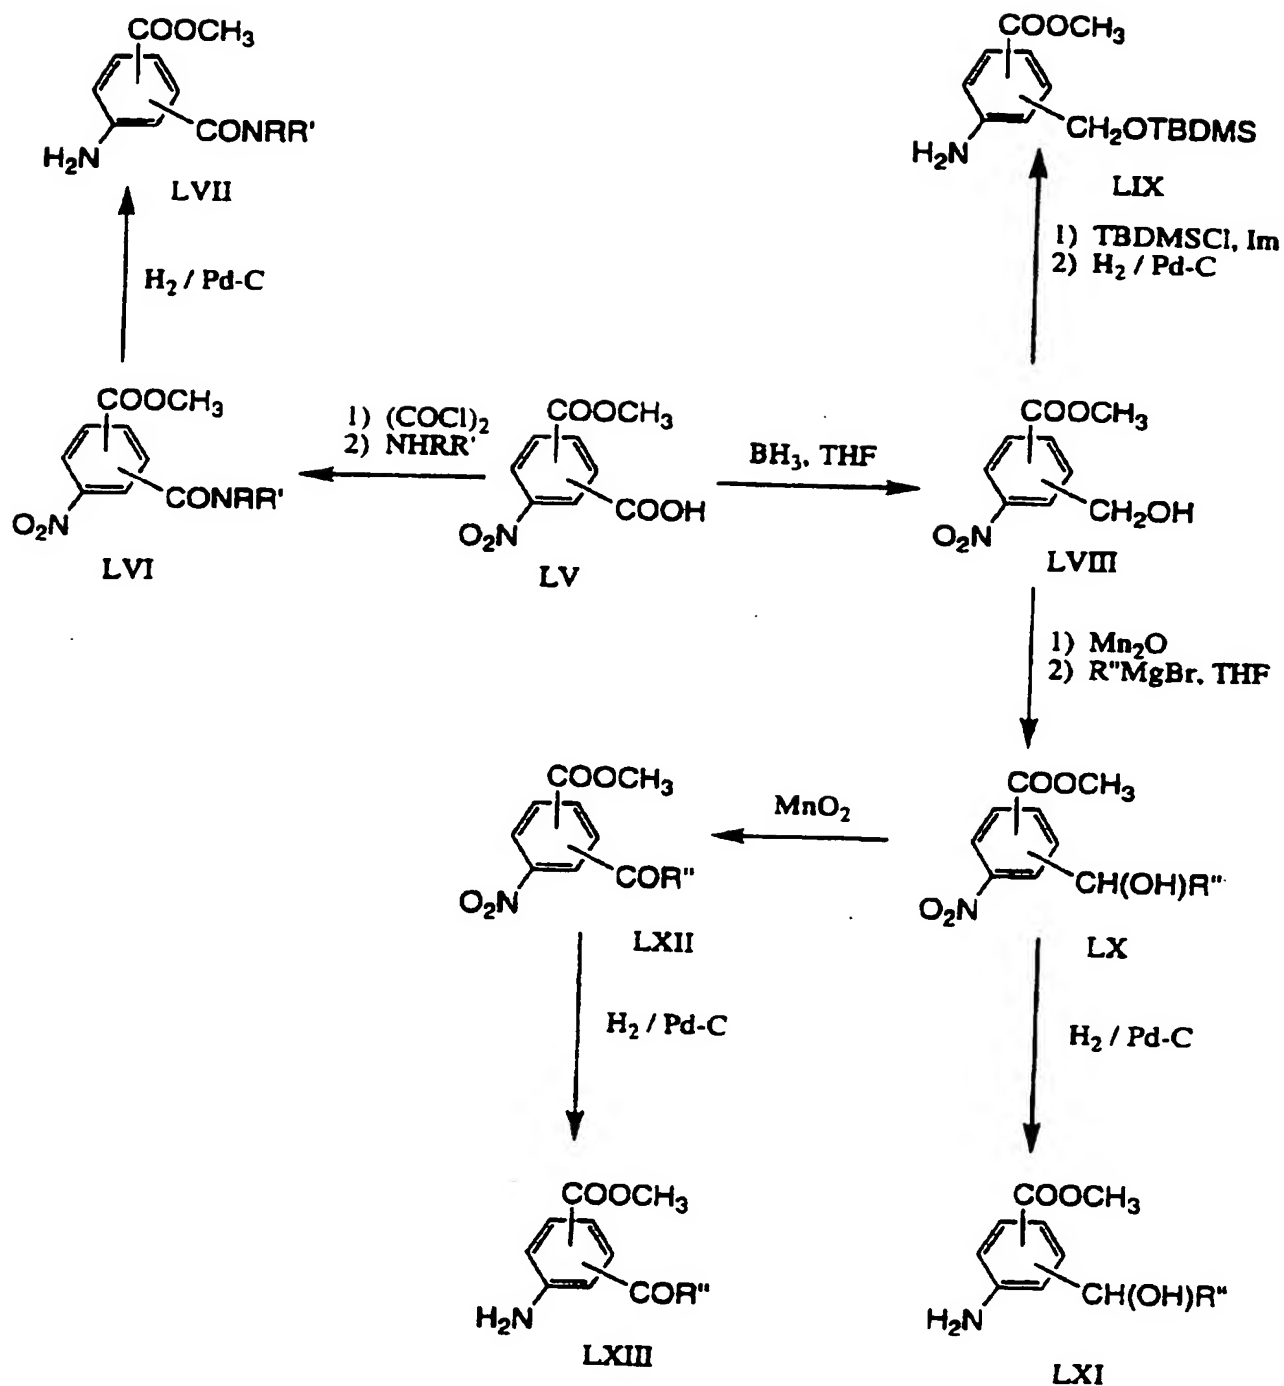 COOCH3
CONRR'
H2N
LVII
COOCH3
CH2OTBDMS
H2N
LIX
H2 / Pd-C
1) TBDMSCl, Im
2) H2 / Pd-C
COOCH3
CONRR'
O2N
LVI
1) (COCl)2
2) NHRR'
COOCH3
COOH
O2N
LV
BH3, THF
COOCH3
CH2OH
O2N
LVIII
1) Mn2O
2) R"MgBr, THF
COOCH3
COR"
O2N
LXII
MnO2
COOCH3
CH(OH)R"
O2N
LX
H2 / Pd-C
H2 / Pd-C
COOCH3
COR"
H2N
LXIII
COOCH3
CH(OH)R"
H2N
LXI